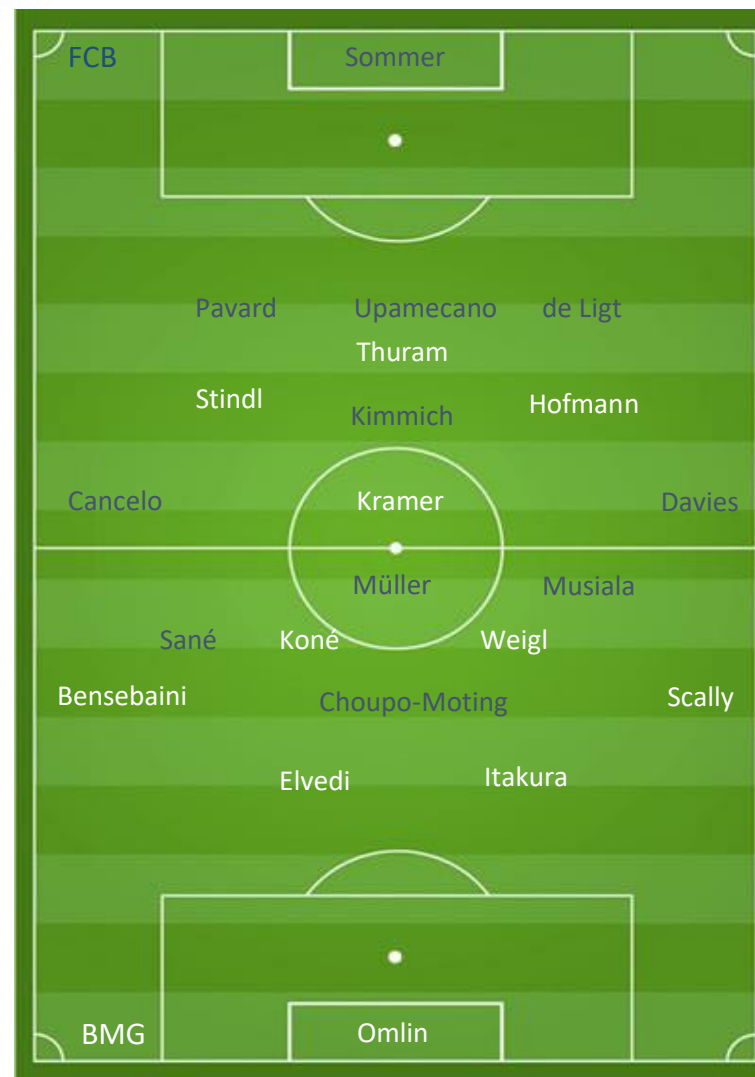 FCB Sommer
Pavard Upamecano de Ligt
Thuram
Stindl Hofmann
Kimmich
Cancelo Kramer Davies
Müller Musiala
Sané Koné Weigl
Bensebaini Choupo-Moting Scally
Elvedi Itakura
BMG Omlin